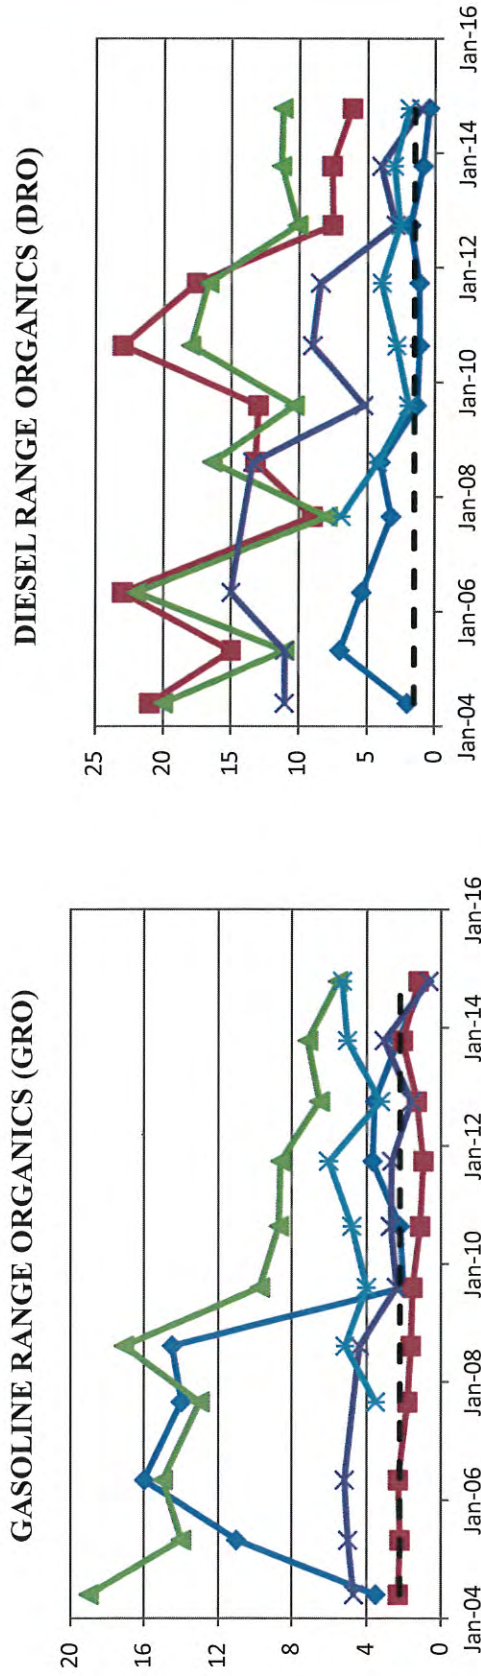 GASOLINE RANGE ORGANICS (GRO)
20
16
12
8
4
0
Jan-04
Jan-06
Jan-08
Jan-10
Jan-12
Jan-14
Jan-16
DIESEL RANGE ORGANICS (DRO)
25
20
15
10
5
0
Jan-04
Jan-06
Jan-08
Jan-10
Jan-12
Jan-14
Jan-16